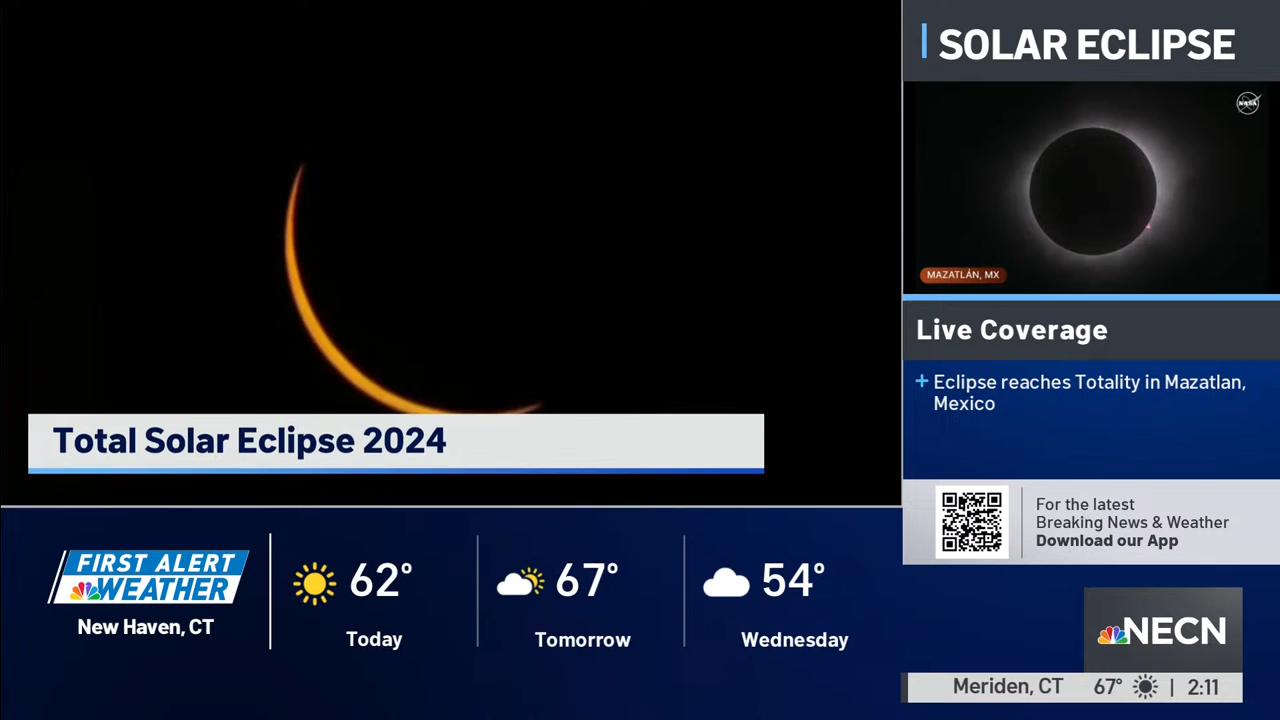 SOLAR ECLIPSE
NASA
MAZATLÁN, MX
Live Coverage
+ Eclipse reaches Totality in Mazatlan,
Mexico
Total Solar Eclipse 2024
For the latest
Breaking News & Weather
Download our App
FIRST ALERT
WEATHER
New Haven, CT
62°
Today
67°
Tomorrow
54°
Wednesday
NECN
Meriden, CT 67° | 2:11